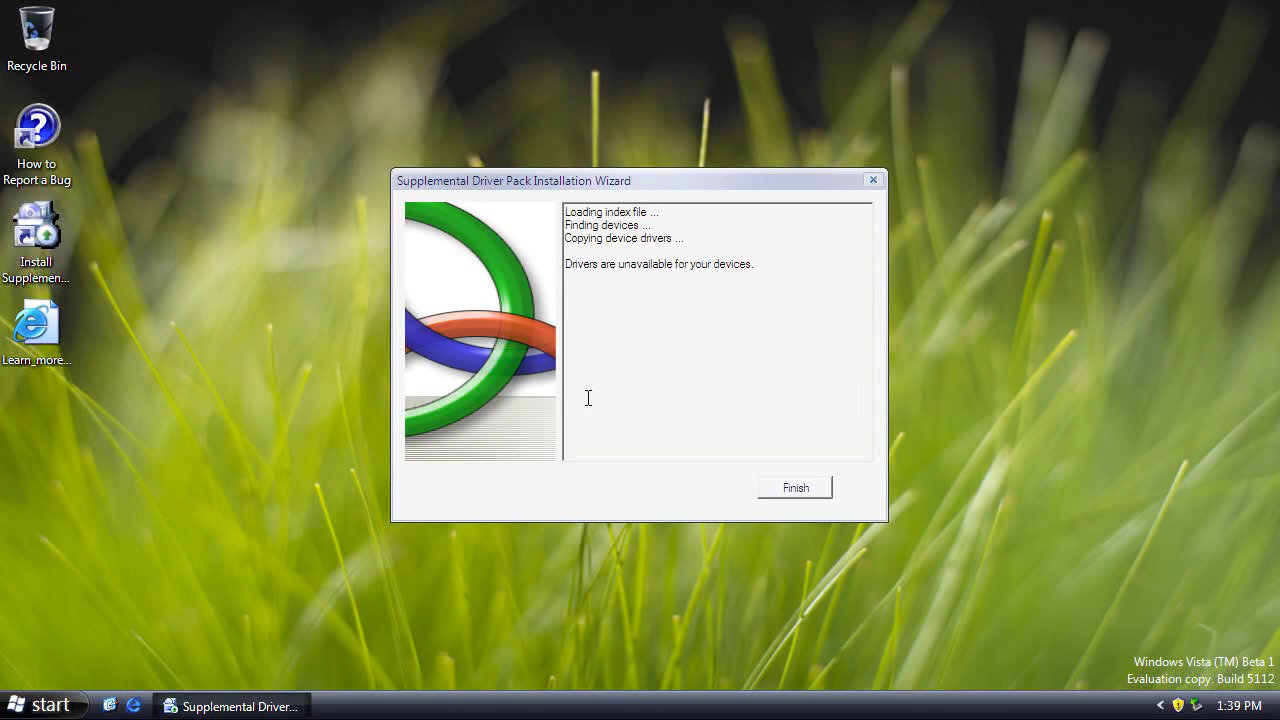 Recycle Bin
How to
Report a Bug
Install
Supplemen...
Learn_more...
Supplemental Driver Pack Installation Wizard
Loading index file ...
Finding devices ...
Copying device drivers ...
Drivers are unavailable for your devices.
Finish
Windows Vista (TM) Beta 1
Evaluation copy. Build 5112
start
Supplemental Driver...
1:39 PM